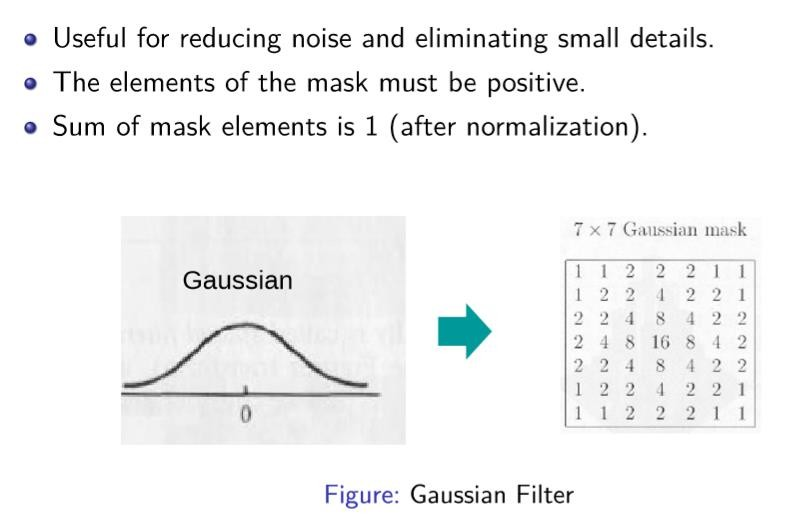 Useful for reducing noise and eliminating small details.
The elements of the mask must be positive.
Sum of mask elements is 1 (after normalization).
Gaussian
0
7 × 7 Gaussian mask
1 1 2 2 2 1 1
1 2 2 4 2 2 1
2 2 4 8 4 2 2
2 4 8 16 8 4 2
2 2 4 8 4 2 2
1 2 2 4 2 2 1
1 1 2 2 2 1 1
Figure: Gaussian Filter